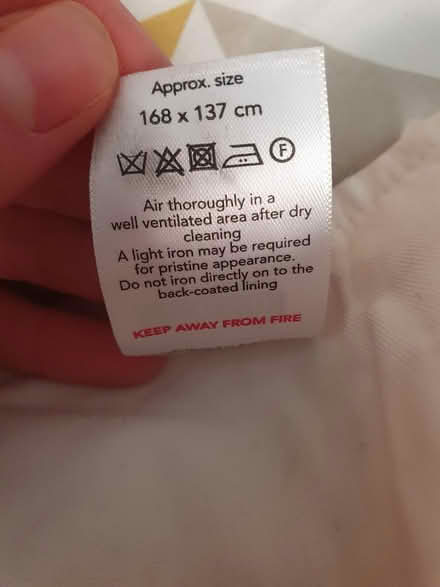 Approx. size
168 x 137 cm
F
Air thoroughly in a
well ventilated area after dry
cleaning
A light iron may be required
for pristine appearance.
Do not iron directly on to the
back-coated lining
KEEP AWAY FROM FIRE